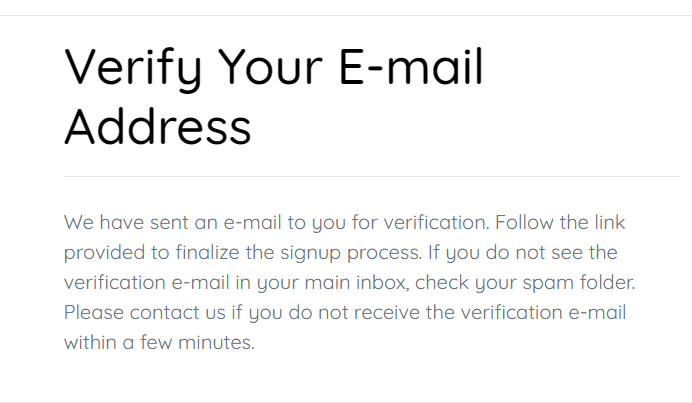 Verify Your E-mail
Address
We have sent an e-mail to you for verification. Follow the link
provided to finalize the signup process. If you do not see the
verification e-mail in your main inbox, check your spam folder.
Please contact us if you do not receive the verification e-mail
within a few minutes.